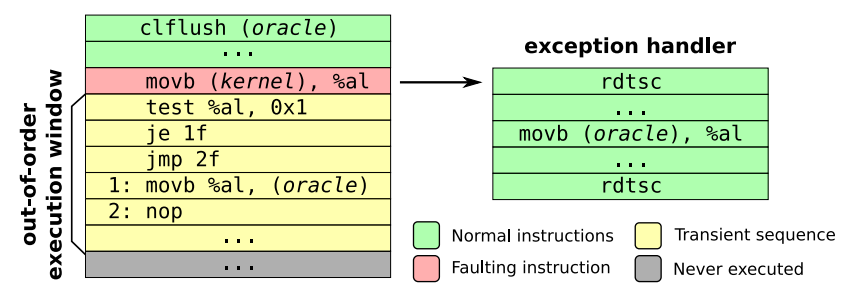 clflush (oracle)
...
movb (kernel), %al
test %al, 0x1
je 1f
jmp 2f
1: movb %al, (oracle)
2: nop
...
...
out-of-order
execution window
exception handler
rdtsc
...
movb (oracle), %al
...
rdtsc
Normal instructions
Transient sequence
Faulting instruction
Never executed